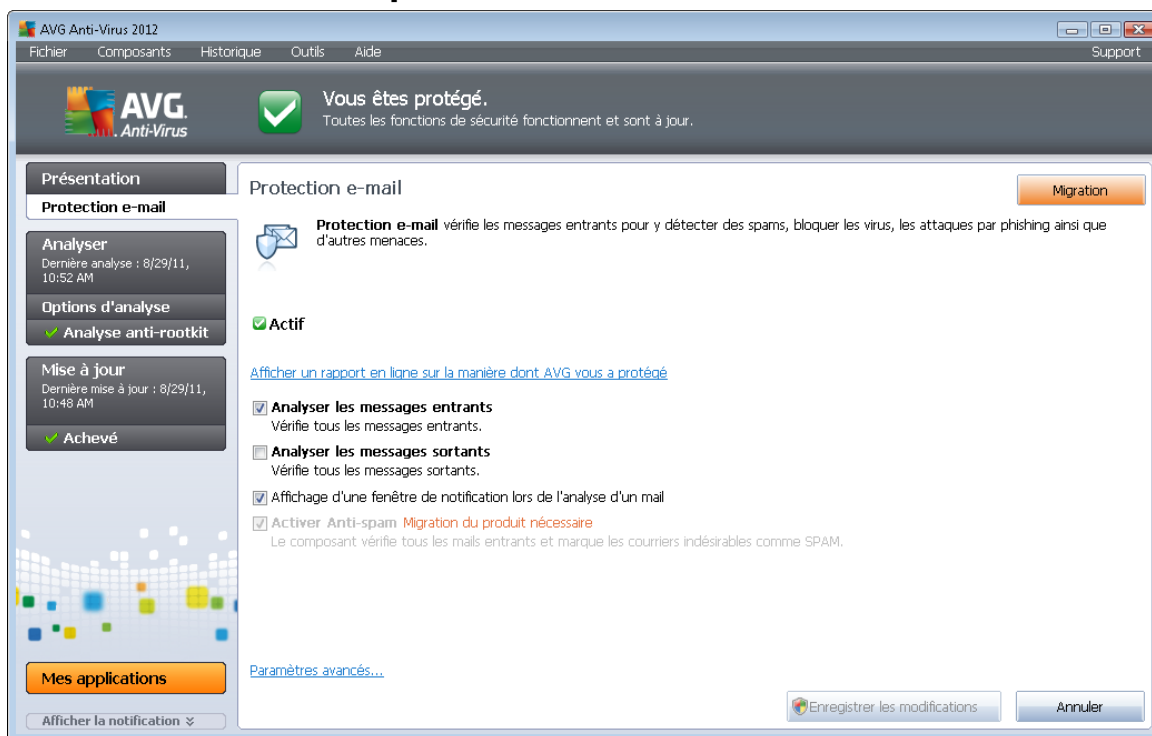 AVG Anti-Virus 2012
Fichier Composants Historique Outils Aide Support
AVG.
Anti-Virus
Vous êtes protégé.
Toutes les fonctions de sécurité fonctionnent et sont à jour.
Présentation
Protection e-mail
Analyser
Dernière analyse : 8/29/11,
10:52 AM
Options d'analyse
Analyse anti-rootkit
Mise à jour
Dernière mise à jour : 8/29/11,
10:48 AM
Achevé
Mes applications
Afficher la notification
Protection e-mail
Migration
Protection e-mail vérifie les messages entrants pour y détecter des spams, bloquer les virus, les attaques par phishing ainsi que
d'autres menaces.
Actif
Afficher un rapport en ligne sur la manière dont AVG vous a protégé
Analyser les messages entrants
Vérifie tous les messages entrants.
Analyser les messages sortants
Vérifie tous les messages sortants.
Affichage d'une fenêtre de notification lors de l'analyse d'un mail
Activer Anti-spam Migration du produit nécessaire
Le composant vérifie tous les mails entrants et marque les courriers indésirables comme SPAM.
Paramètres avancés...
Enregistrer les modifications
Annuler